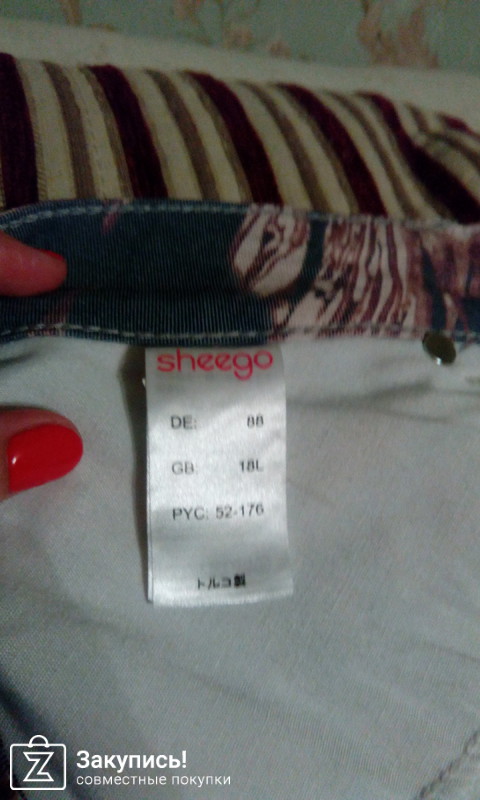 sheego
DE: 88
GB: 18L
РУС: 52-176
トルコ製
Закупись!
совместные покупки